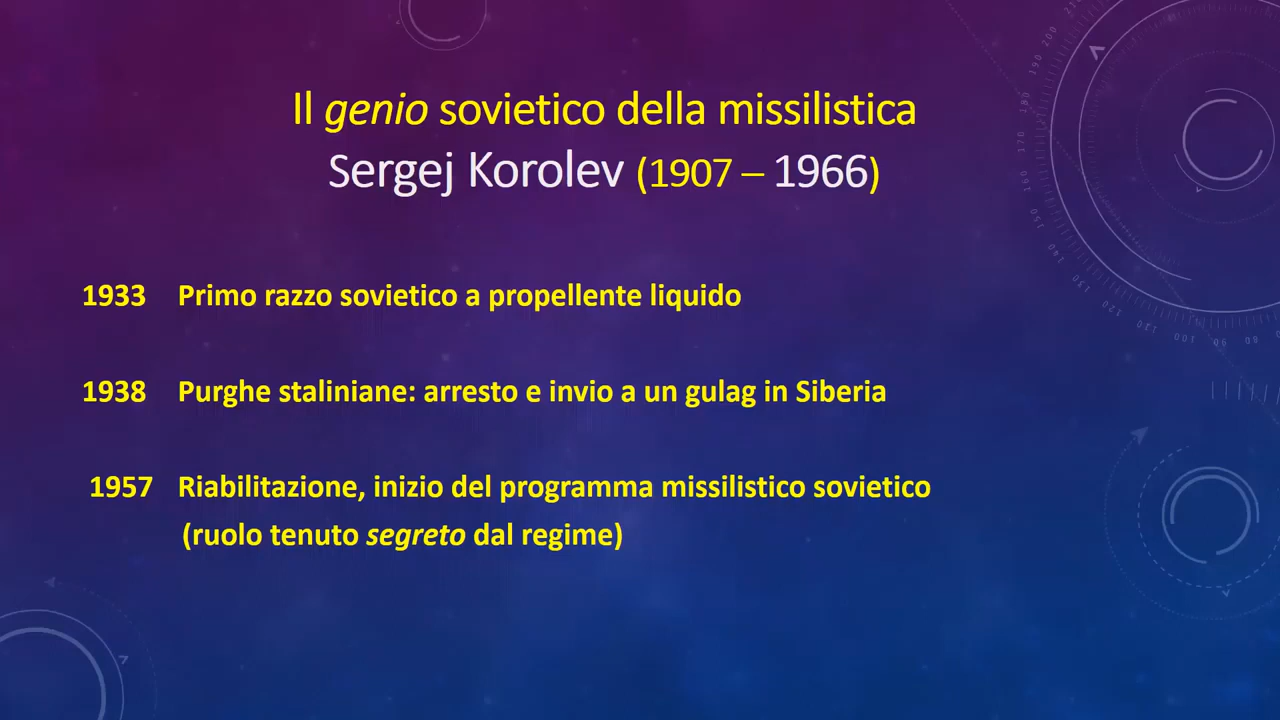 Il genio sovietico della missilistica
Sergej Korolev (1907 – 1966)
1933 Primo razzo sovietico a propellente liquido
1938 Purghe staliniane: arresto e invio a un gulag in Siberia
1957 Riabilitazione, inizio del programma missilistico sovietico
(ruolo tenuto segreto dal regime)